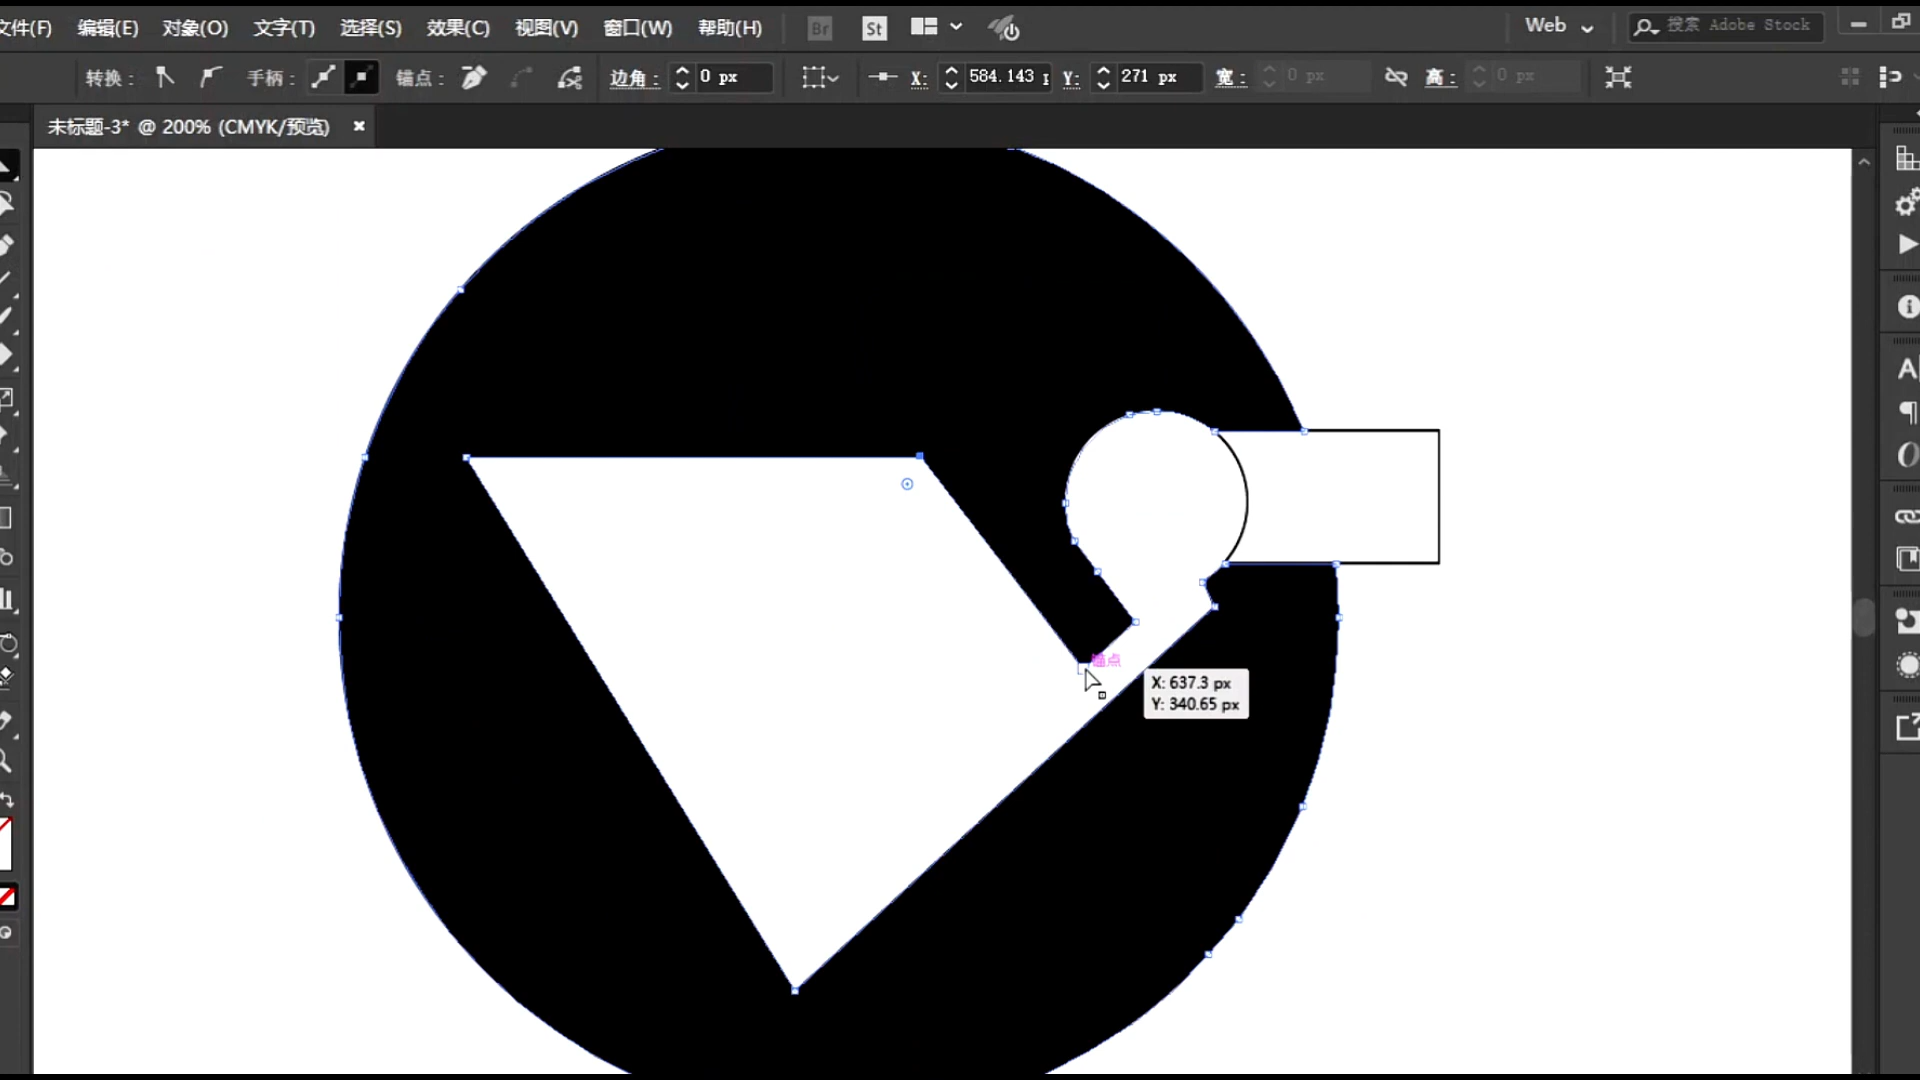 文件(F) 编辑(E) 对象(O) 文字(T) 选择(S) 效果(C) 视图(V) 窗口(W) 帮助(H) Br St Web 搜索 Adobe Stock
转换： 手柄： 锚点： 边角： 0 px X: 584.143 p Y: 271 px 宽： 0 px 高： 0 px
未标题-3* @ 200% (CMYK/预览)
锚点
X: 637.3 px
Y: 340.65 px